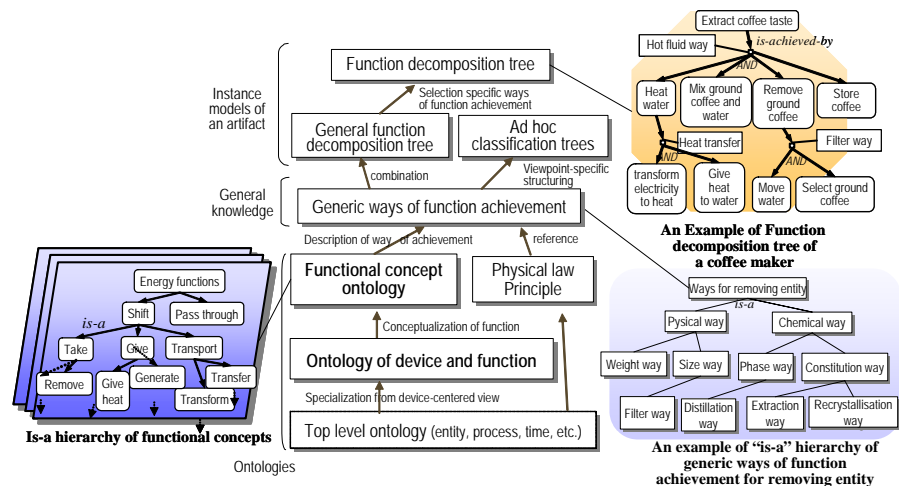 Instance models of
an artifact
General
knowledge
Ontologies
Function decomposition tree
Selection specific ways
of function achievement
General function
decomposition tree
Ad hoc
classification trees
combination
Viewpoint-specific
structuring
Generic ways of function achievement
Description of way of achievement
reference
Functional concept
ontology
Physical law
Principle
Conceptualization of function
Ontology of device and function
Specialization from device-centered view
Top level ontology (entity, process, time, etc.)
Energy functions
Shift
Pass through
is-a
Take
Give
Transport
Remove
Give
heat
Generate
Transfer
Transform
Is-a hierarchy of functional concepts
Extract coffee taste
Hot fluid way
is-achieved-by
AND
Heat
water
Mix ground
coffee and
water
Remove
ground
coffee
Store
coffee
Heat transfer
Filter way
AND
AND
transform
electricity
to heat
Give
heat
to water
Move
water
Select ground
coffee
An Example of Function
decomposition tree of
a coffee maker
Ways for removing entity
is-a
Pysical way
Chemical way
Weight way
Size way
Phase way
Constitution way
Filter way
Distillation
way
Extraction
way
Recrystallisation
way
An example of “is-a” hierarchy of
generic ways of function
achievement for removing entity